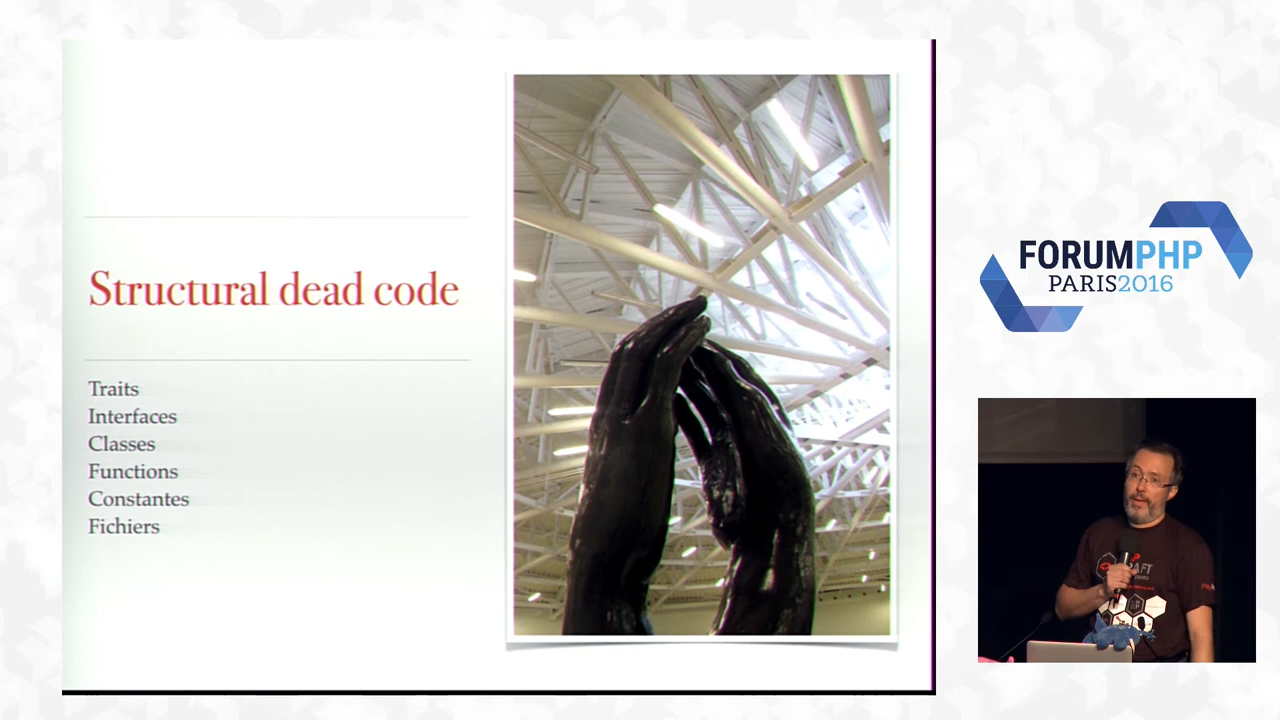 Structural dead code
Traits
Interfaces
Classes
Functions
Constantes
Fichiers
FORUMPHP
PARIS2016